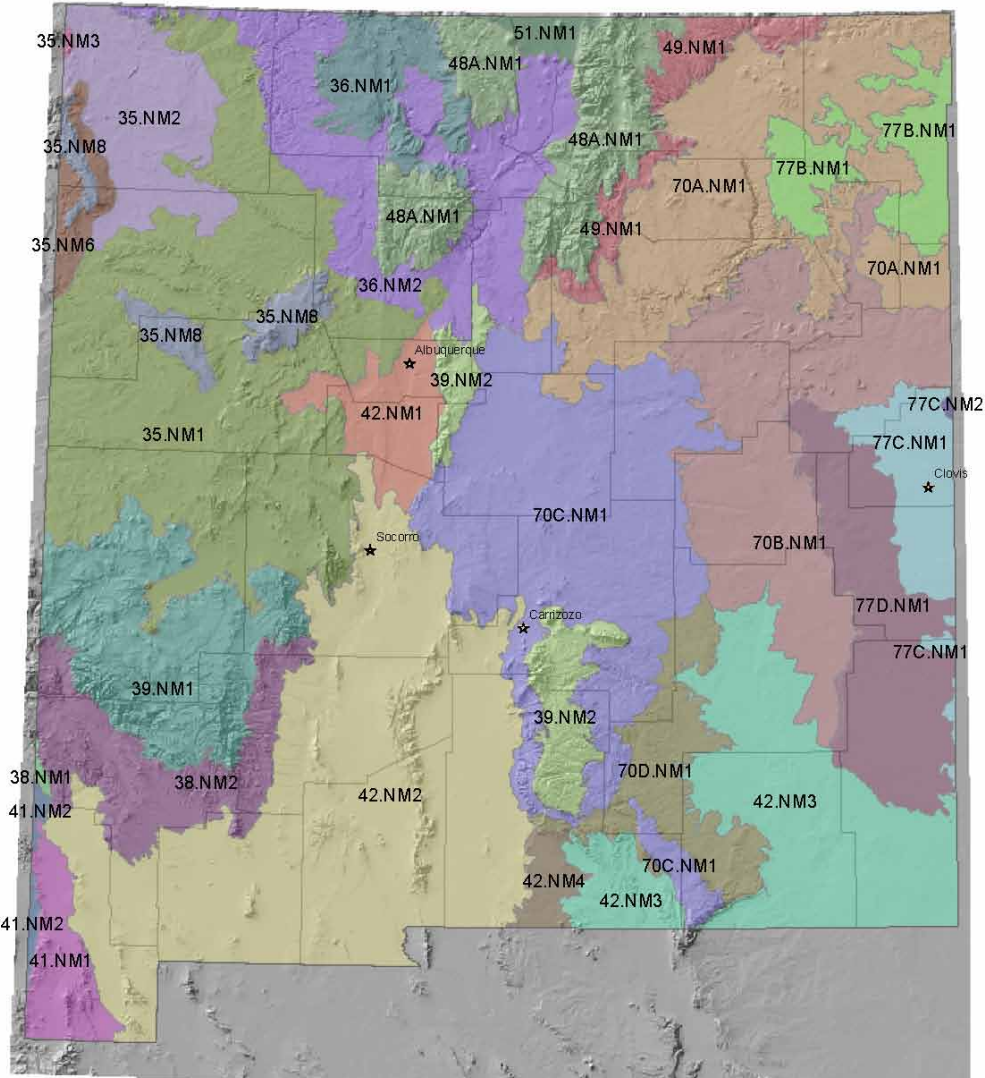 51.NM1
35.NM3
49.NM1
48A.NM1
36.NM1
35.NM2
77B.NM1
48A.NM1
35.NM8
77B.NM1
70A.NM1
48A.NM1
49.NM1
35.NM6
70A.NM1
36.NM2
35.NM8
35.NM8
Albuquerque
39.NM2
77C.NM2
42.NM1
35.NM1
77C.NM1
Clovis
70C.NM1
Socorro
70B.NM1
77D.NM1
Carrizozo
77C.NM1
39.NM1
39.NM2
70D.NM1
38.NM1
38.NM2
42.NM2
42.NM3
41.NM2
70C.NM1
42.NM4
42.NM3
41.NM2
41.NM1